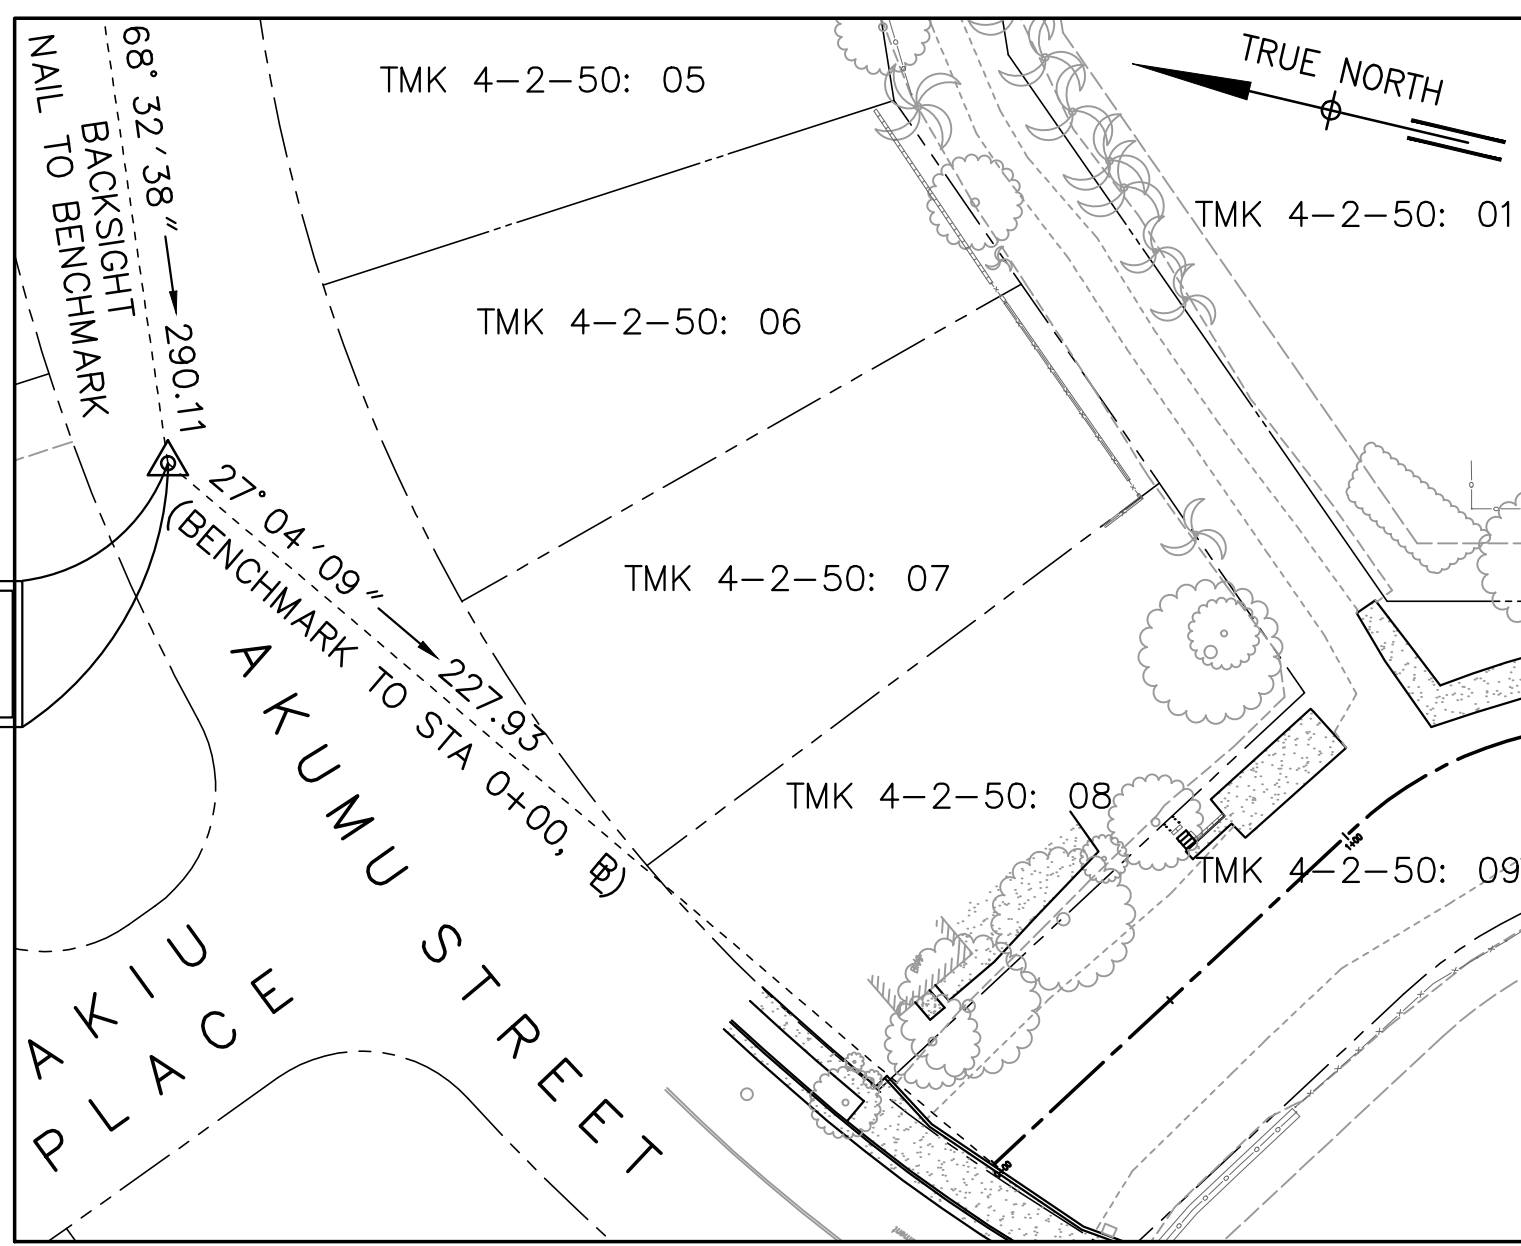 TMK 4-2-50: 05
TRUE NORTH
68° 32'38" 290.11
BACKSIGHT
NAIL TO BENCHMARK
TMK 4-2-50: 01
TMK 4-2-50: 06
27° 04'09" 227.93
(BENCHMARK TO STA 0+00, ℄)
TMK 4-2-50: 07
TMK 4-2-50: 08
1+00
TMK 4-2-50: 09
AKUMU STREET
AKIU
PLACE